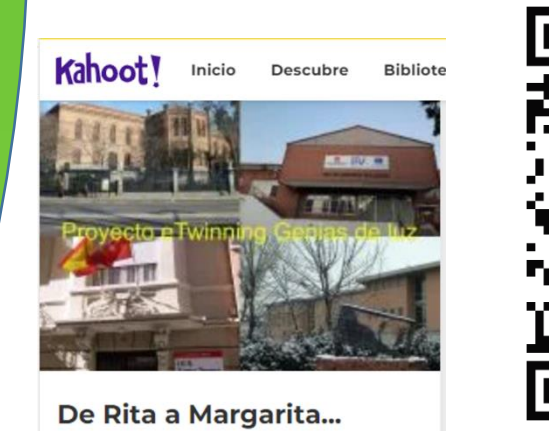 Kahoot! Inicio Descubre Bibliote
Proyecto eTwinning Genias de luz
De Rita a Margarita...